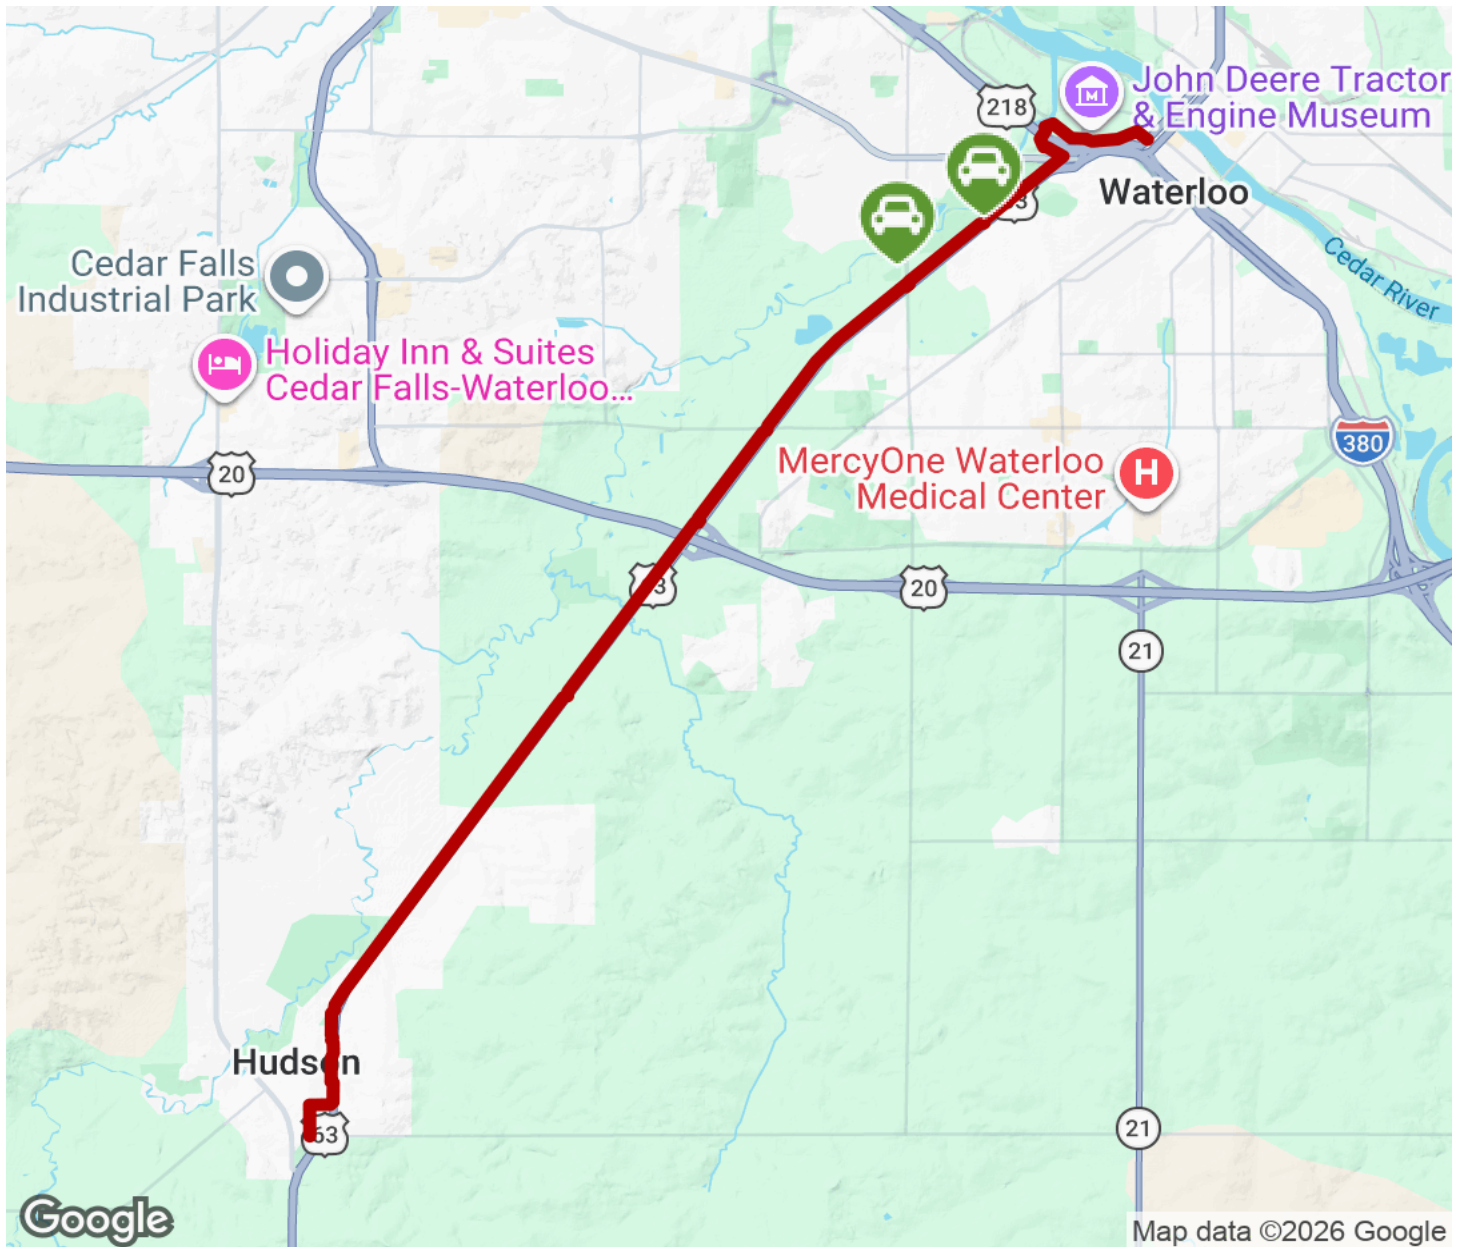 John Deere Tractor
& Engine Museum
218
M
Waterloo
Cedar Falls
Industrial Park
Cedar River
Holiday Inn & Suites
Cedar Falls-Waterloo...
380
20
MercyOne Waterloo
Medical Center
H
20
21
Hudson
63
21
Google
Map data ©2026 Google